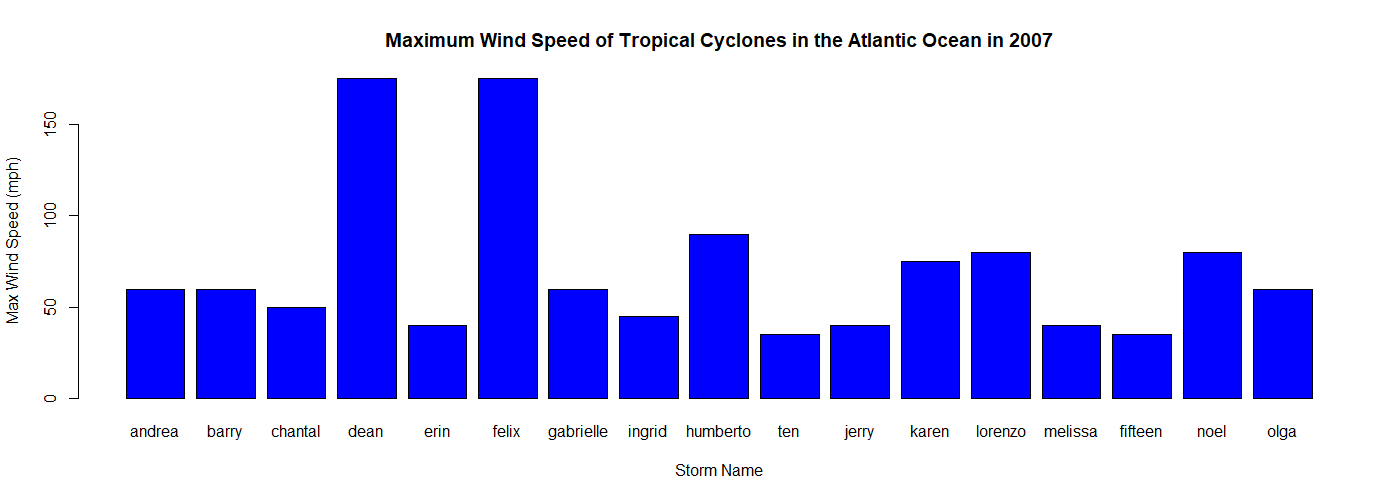 Maximum Wind Speed of Tropical Cyclones in the Atlantic Ocean in 2007
Max Wind Speed (mph)
150
100
50
0
andrea barry chantal dean erin felix gabrielle ingrid humberto ten jerry karen lorenzo melissa fifteen noel olga
Storm Name